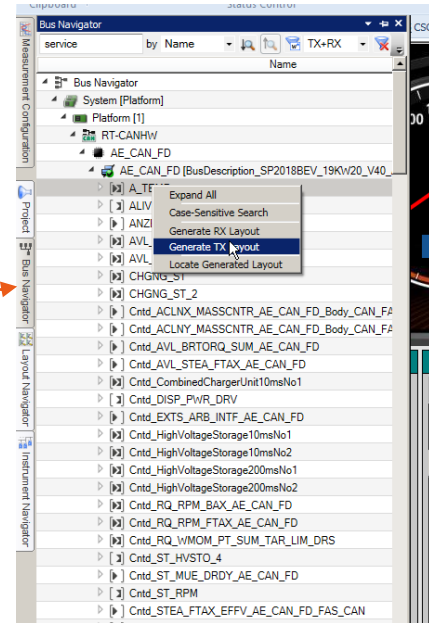 Clipboard
Status Control
Bus Navigator
CSC
service by Name TX+RX
Name
Measurement Configuration
Project
Bus Navigator
Layout Navigator
Instrument Navigator
Bus Navigator
System [Platform]
Platform [1]
RT-CANHW
AE_CAN_FD
AE_CAN_FD [BusDescription_SP2018BEV_19KW20_V40_
A_TEMP
Expand All
ALIV
Case-Sensitive Search
ANZI
Generate RX Layout
AVL_
Generate TX Layout
AVL_
Locate Generated Layout
CHGNG_ST
CHGNG_ST_2
Cntd_ACLNX_MASSCNTR_AE_CAN_FD_Body_CAN_FA
Cntd_ACLNY_MASSCNTR_AE_CAN_FD_Body_CAN_FA
Cntd_AVL_BRTORQ_SUM_AE_CAN_FD
Cntd_AVL_STEA_FTAX_AE_CAN_FD
Cntd_CombinedChargerUnit10msNo1
Cntd_DISP_PWR_DRV
Cntd_EXTS_ARB_INTF_AE_CAN_FD
Cntd_HighVoltageStorage10msNo1
Cntd_HighVoltageStorage10msNo2
Cntd_HighVoltageStorage200msNo1
Cntd_HighVoltageStorage200msNo2
Cntd_RQ_RPM_BAX_AE_CAN_FD
Cntd_RQ_RPM_FTAX_AE_CAN_FD
Cntd_RQ_WMOM_PT_SUM_TAR_LIM_DRS
Cntd_ST_HVSTO_4
Cntd_ST_MUE_DRDY_AE_CAN_FD
Cntd_ST_RPM
Cntd_STEA_FTAX_EFFV_AE_CAN_FD_FAS_CAN